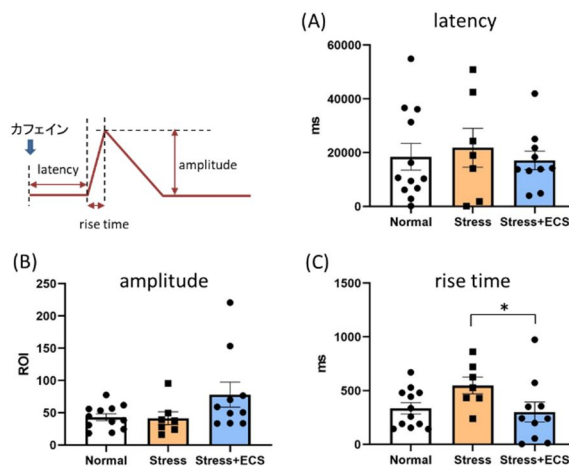 カフェイン
latency
amplitude
rise time
(A)
latency
60000
40000
20000
0
ms
Normal
Stress
Stress+ECS
(B)
amplitude
250
200
150
100
50
0
ROI
Normal
Stress
Stress+ECS
(C)
rise time
1500
1000
500
0
ms
*
Normal
Stress
Stress+ECS